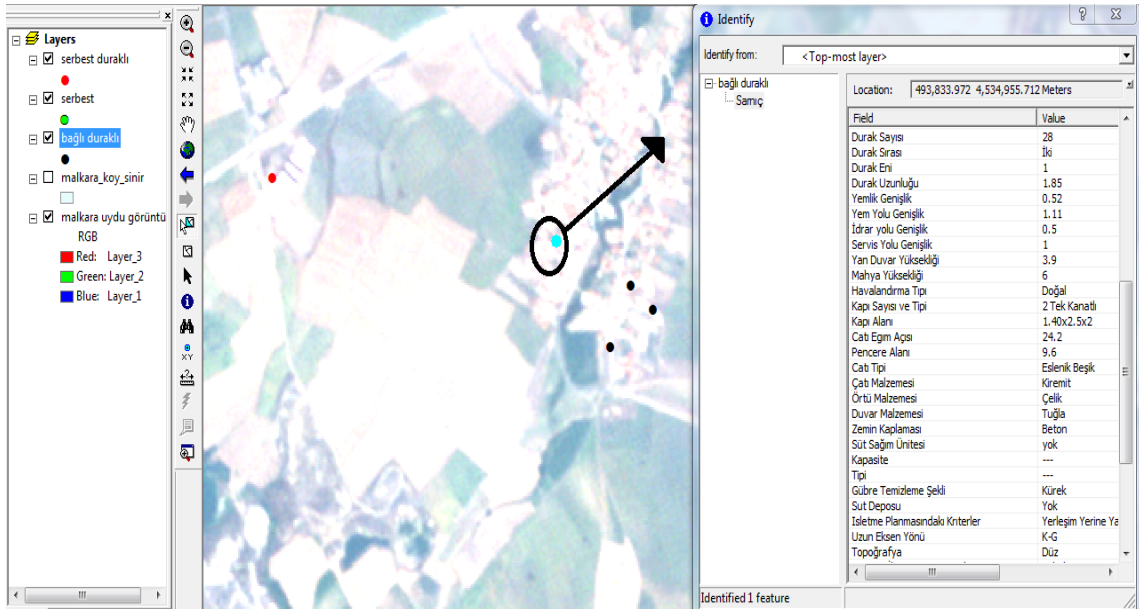 Layers
serbest duraklı
serbest
bağlı duraklı
malkara_koy_sinir
malkara uydu görüntü
RGB
Red: Layer_3
Green: Layer_2
Blue: Layer_1
XY
Identify
Identify from: <Top-most layer>
bağlı duraklı
Samıç
Location: 493,833.972 4,534,955.712 Meters
Field Value
Durak Sayısı 28
Durak Sırası İki
Durak Eni 1
Durak Uzunluğu 1.85
Yemlik Genişlik 0.52
Yem Yolu Genişlik 1.11
İdrar yolu Genişlik 0.5
Servis Yolu Genişlik 1
Yan Duvar Yüksekliği 3.9
Mahya Yüksekliği 6
Havalandırma Tipı Doğal
Kapı Sayısı ve Tipi 2 Tek Kanatlı
Kapı Alanı 1.40x2.5x2
Catı Egım Açısı 24.2
Pencere Alanı 9.6
Catı Tipi Eslenik Beşik
Çatı Malzemesi Kiremit
Örtü Malzemesi Çelik
Duvar Malzemesi Tuğla
Zemin Kaplaması Beton
Süt Sağım Ünitesi yok
Kapasite ---
Tipi ---
Gübre Temizleme Şekli Kürek
Sut Deposu Yok
Isletme Planmasındakı Krıterler Yerleşim Yerine Ya
Uzun Eksen Yönü K-G
Topoğrafya Düz
Identified 1 feature